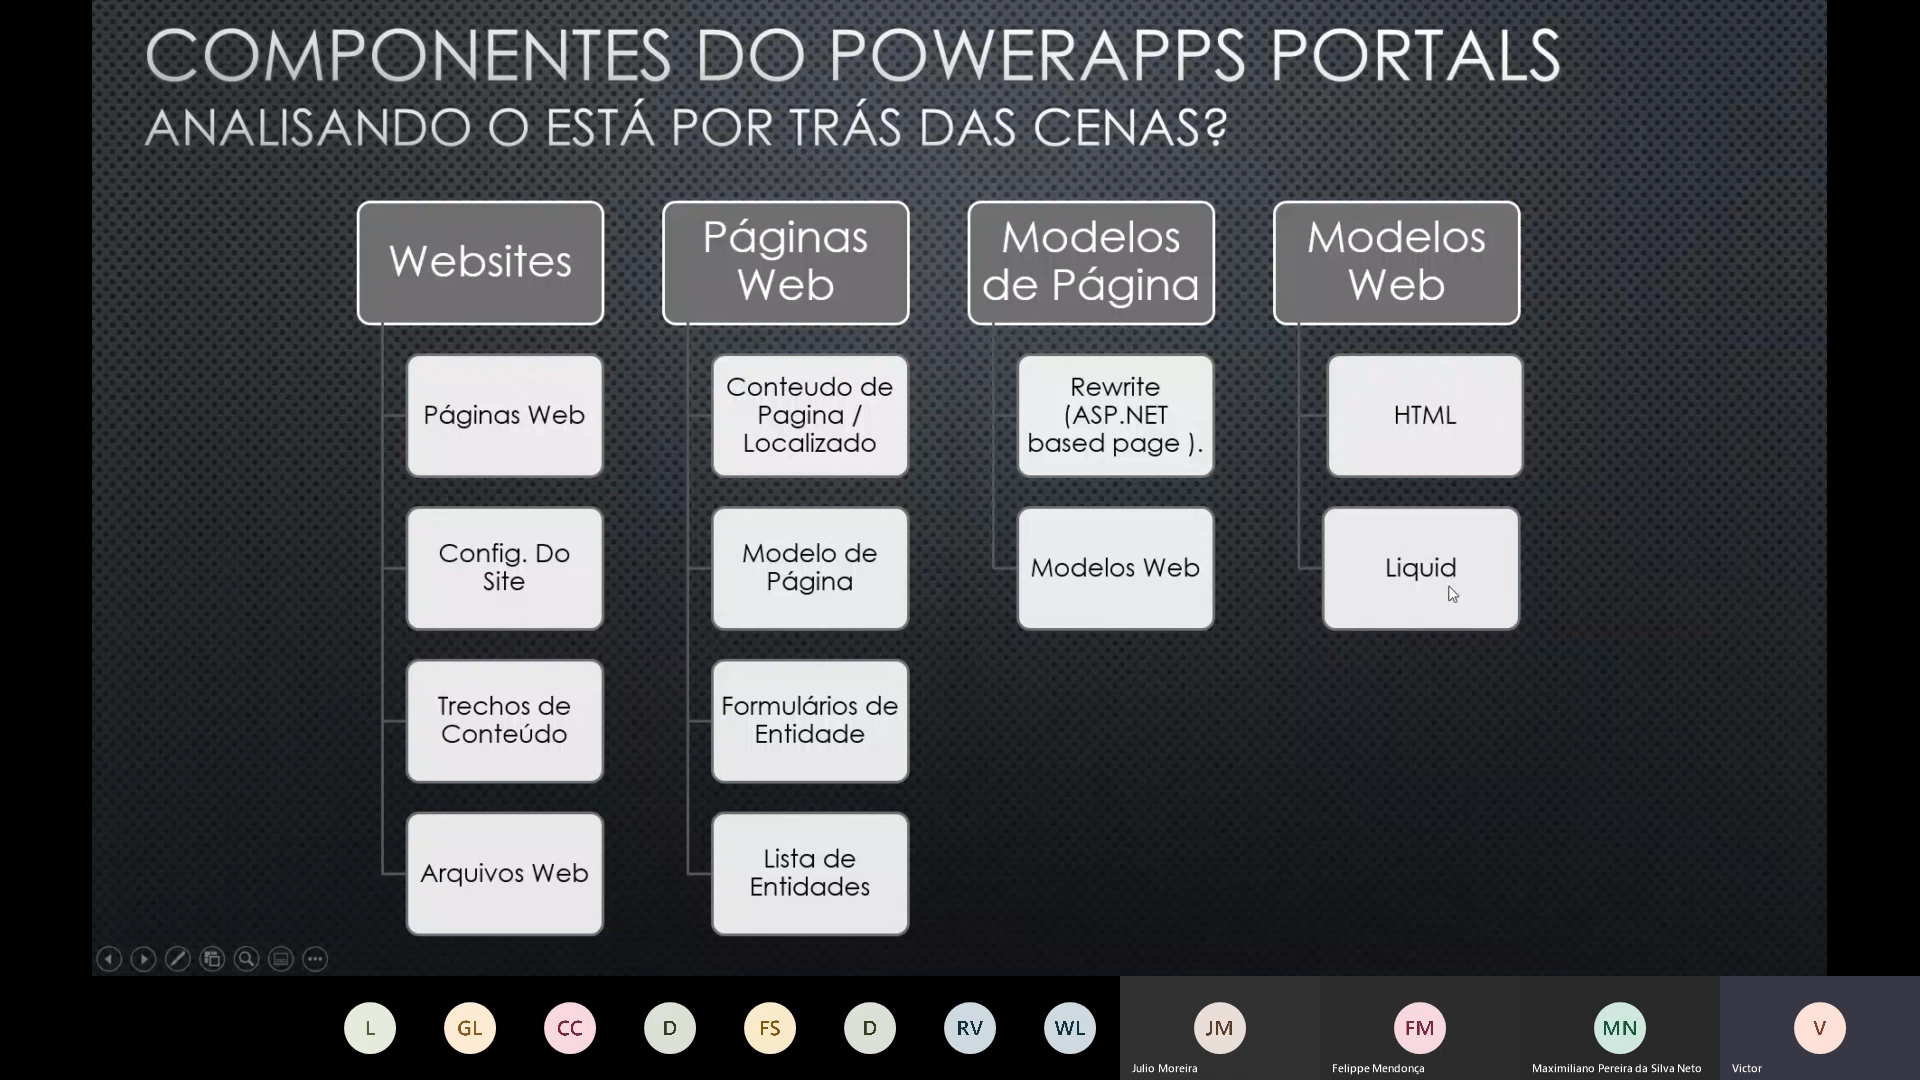 COMPONENTES DO POWERAPPS PORTALS
ANALISANDO O ESTÁ POR TRÁS DAS CENAS?
Websites
Páginas Web
Config. Do
Site
Trechos de
Conteúdo
Arquivos Web
Páginas
Web
Conteudo de
Pagina /
Localizado
Modelo de
Página
Formulários de
Entidade
Lista de
Entidades
Modelos
de Página
Rewrite
(ASP.NET
based page ).
Modelos Web
Modelos
Web
HTML
Liquid
L
GL
CC
D
FS
D
RV
WL
JM
Julio Moreira
FM
Felippe Mendonça
MN
Maximiliano Pereira da Silva Neto
V
Victor